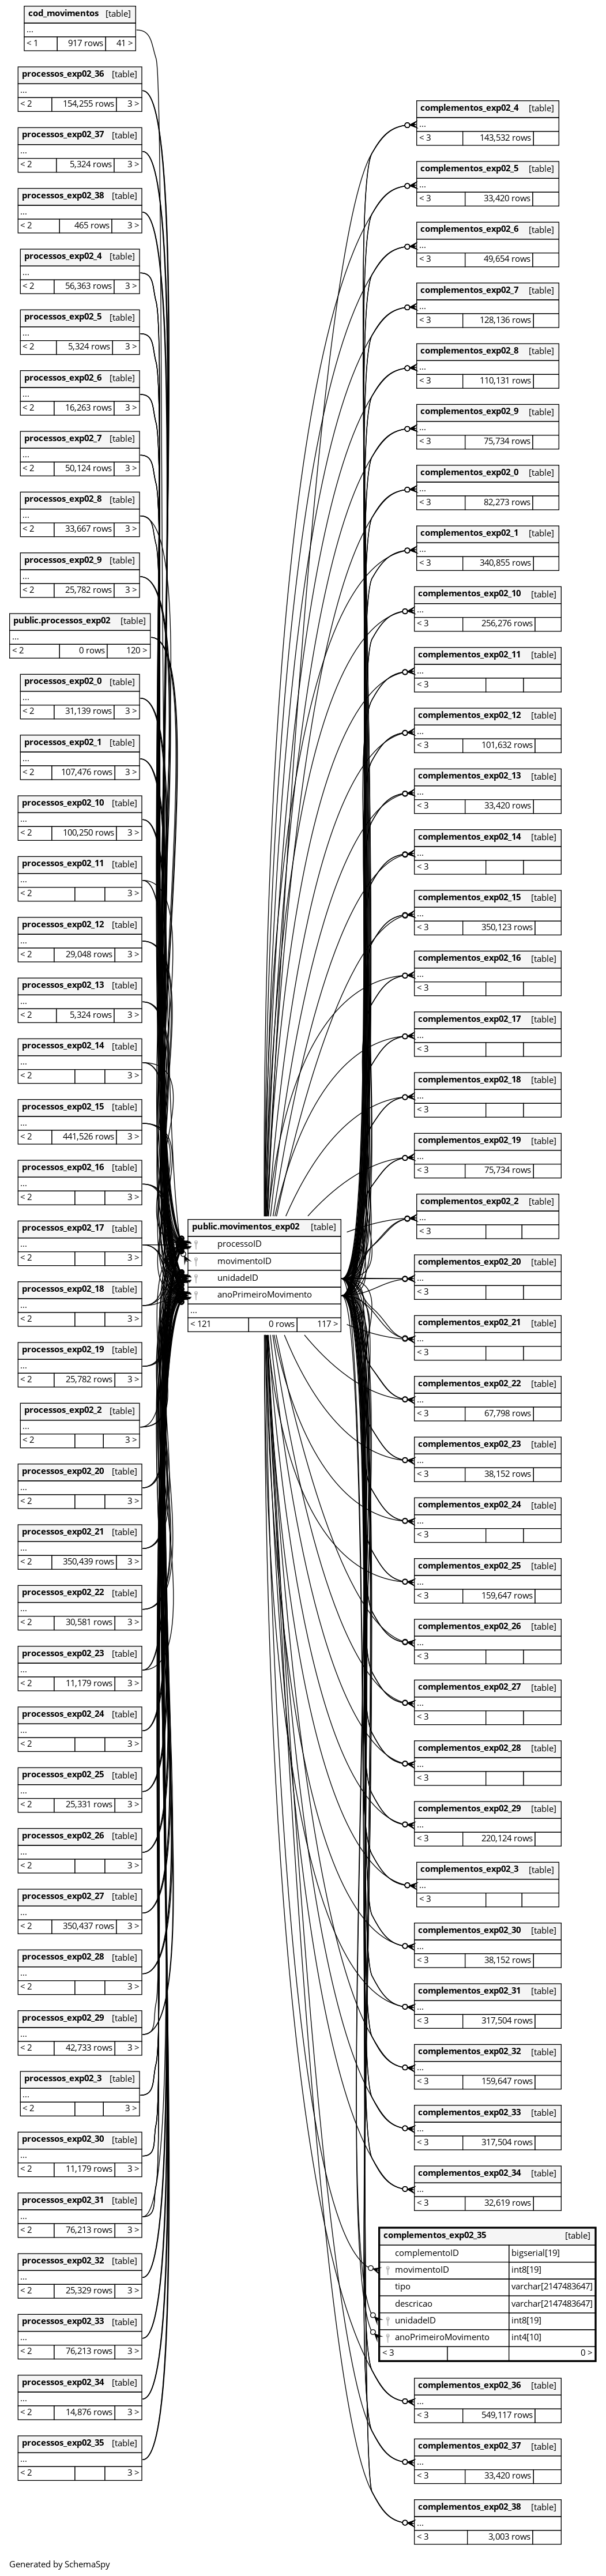 cod_movimentos [table]
...
< 1 917 rows 41 >
processos_exp02_36 [table]
...
< 2 154,255 rows 3 >
processos_exp02_37 [table]
...
< 2 5,324 rows 3 >
processos_exp02_38 [table]
...
< 2 465 rows 3 >
processos_exp02_4 [table]
...
< 2 56,363 rows 3 >
processos_exp02_5 [table]
...
< 2 5,324 rows 3 >
processos_exp02_6 [table]
...
< 2 16,263 rows 3 >
processos_exp02_7 [table]
...
< 2 50,124 rows 3 >
processos_exp02_8 [table]
...
< 2 33,667 rows 3 >
processos_exp02_9 [table]
...
< 2 25,782 rows 3 >
public.processos_exp02 [table]
...
< 2 0 rows 120 >
processos_exp02_0 [table]
...
< 2 31,139 rows 3 >
processos_exp02_1 [table]
...
< 2 107,476 rows 3 >
processos_exp02_10 [table]
...
< 2 100,250 rows 3 >
processos_exp02_11 [table]
...
< 2 3 >
processos_exp02_12 [table]
...
< 2 29,048 rows 3 >
processos_exp02_13 [table]
...
< 2 5,324 rows 3 >
processos_exp02_14 [table]
...
< 2 3 >
processos_exp02_15 [table]
...
< 2 441,526 rows 3 >
processos_exp02_16 [table]
...
< 2 3 >
processos_exp02_17 [table]
...
< 2 3 >
processos_exp02_18 [table]
...
< 2 3 >
processos_exp02_19 [table]
...
< 2 25,782 rows 3 >
processos_exp02_2 [table]
...
< 2 3 >
processos_exp02_20 [table]
...
< 2 3 >
processos_exp02_21 [table]
...
< 2 350,439 rows 3 >
processos_exp02_22 [table]
...
< 2 30,581 rows 3 >
processos_exp02_23 [table]
...
< 2 11,179 rows 3 >
processos_exp02_24 [table]
...
< 2 3 >
processos_exp02_25 [table]
...
< 2 25,331 rows 3 >
processos_exp02_26 [table]
...
< 2 3 >
processos_exp02_27 [table]
...
< 2 350,437 rows 3 >
processos_exp02_28 [table]
...
< 2 3 >
processos_exp02_29 [table]
...
< 2 42,733 rows 3 >
processos_exp02_3 [table]
...
< 2 3 >
processos_exp02_30 [table]
...
< 2 11,179 rows 3 >
processos_exp02_31 [table]
...
< 2 76,213 rows 3 >
processos_exp02_32 [table]
...
< 2 25,329 rows 3 >
processos_exp02_33 [table]
...
< 2 76,213 rows 3 >
processos_exp02_34 [table]
...
< 2 14,876 rows 3 >
processos_exp02_35 [table]
...
< 2 3 >
public.movimentos_exp02 [table]
processoID
movimentoID
unidadeID
anoPrimeiroMovimento
...
< 121 0 rows 117 >
complementos_exp02_4 [table]
...
< 3 143,532 rows
complementos_exp02_5 [table]
...
< 3 33,420 rows
complementos_exp02_6 [table]
...
< 3 49,654 rows
complementos_exp02_7 [table]
...
< 3 128,136 rows
complementos_exp02_8 [table]
...
< 3 110,131 rows
complementos_exp02_9 [table]
...
< 3 75,734 rows
complementos_exp02_0 [table]
...
< 3 82,273 rows
complementos_exp02_1 [table]
...
< 3 340,855 rows
complementos_exp02_10 [table]
...
< 3 256,276 rows
complementos_exp02_11 [table]
...
< 3
complementos_exp02_12 [table]
...
< 3 101,632 rows
complementos_exp02_13 [table]
...
< 3 33,420 rows
complementos_exp02_14 [table]
...
< 3
complementos_exp02_15 [table]
...
< 3 350,123 rows
complementos_exp02_16 [table]
...
< 3
complementos_exp02_17 [table]
...
< 3
complementos_exp02_18 [table]
...
< 3
complementos_exp02_19 [table]
...
< 3 75,734 rows
complementos_exp02_2 [table]
...
< 3
complementos_exp02_20 [table]
...
< 3
complementos_exp02_21 [table]
...
< 3
complementos_exp02_22 [table]
...
< 3 67,798 rows
complementos_exp02_23 [table]
...
< 3 38,152 rows
complementos_exp02_24 [table]
...
< 3
complementos_exp02_25 [table]
...
< 3 159,647 rows
complementos_exp02_26 [table]
...
< 3
complementos_exp02_27 [table]
...
< 3
complementos_exp02_28 [table]
...
< 3
complementos_exp02_29 [table]
...
< 3 220,124 rows
complementos_exp02_3 [table]
...
< 3
complementos_exp02_30 [table]
...
< 3 38,152 rows
complementos_exp02_31 [table]
...
< 3 317,504 rows
complementos_exp02_32 [table]
...
< 3 159,647 rows
complementos_exp02_33 [table]
...
< 3 317,504 rows
complementos_exp02_34 [table]
...
< 3 32,619 rows
complementos_exp02_35 [table]
complementoID bigserial[19]
movimentoID int8[19]
tipo varchar[2147483647]
descricao varchar[2147483647]
unidadeID int8[19]
anoPrimeiroMovimento int4[10]
< 3 0 >
complementos_exp02_36 [table]
...
< 3 549,117 rows
complementos_exp02_37 [table]
...
< 3 33,420 rows
complementos_exp02_38 [table]
...
< 3 3,003 rows
Generated by SchemaSpy